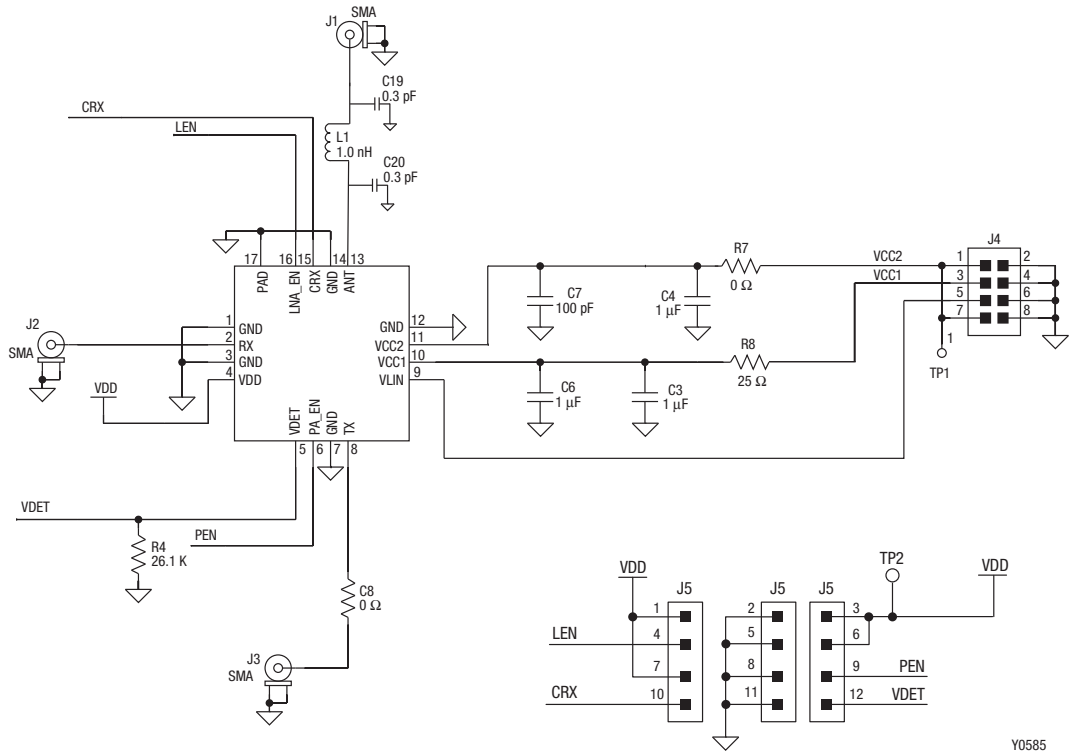 J1
SMA
C19
0.3 pF
CRX
LEN
L1
1.0 nH
C20
0.3 pF
17 16 15 14 13
PAD
LNA_EN
CRX
GND
ANT
J2
SMA
1 GND
2 RX
3 GND
4 VDD
VDD
GND 12
VCC2 11
VCC1 10
VLIN 9
VDET
PA_EN
GND
TX
5 6 7 8
C7
100 pF
C4
1 µF
R7
0 Ω
VCC2
VCC1
C6
1 µF
C3
1 µF
R8
25 Ω
J4
1 2
3 4
5 6
7 8
1
TP1
VDET
R4
26.1 K
PEN
C8
0 Ω
J3
SMA
VDD
J5
1
LEN 4
7
CRX 10
J5
2
5
8
11
J5
TP2
VDD
3
6
9 PEN
12 VDET
Y0585